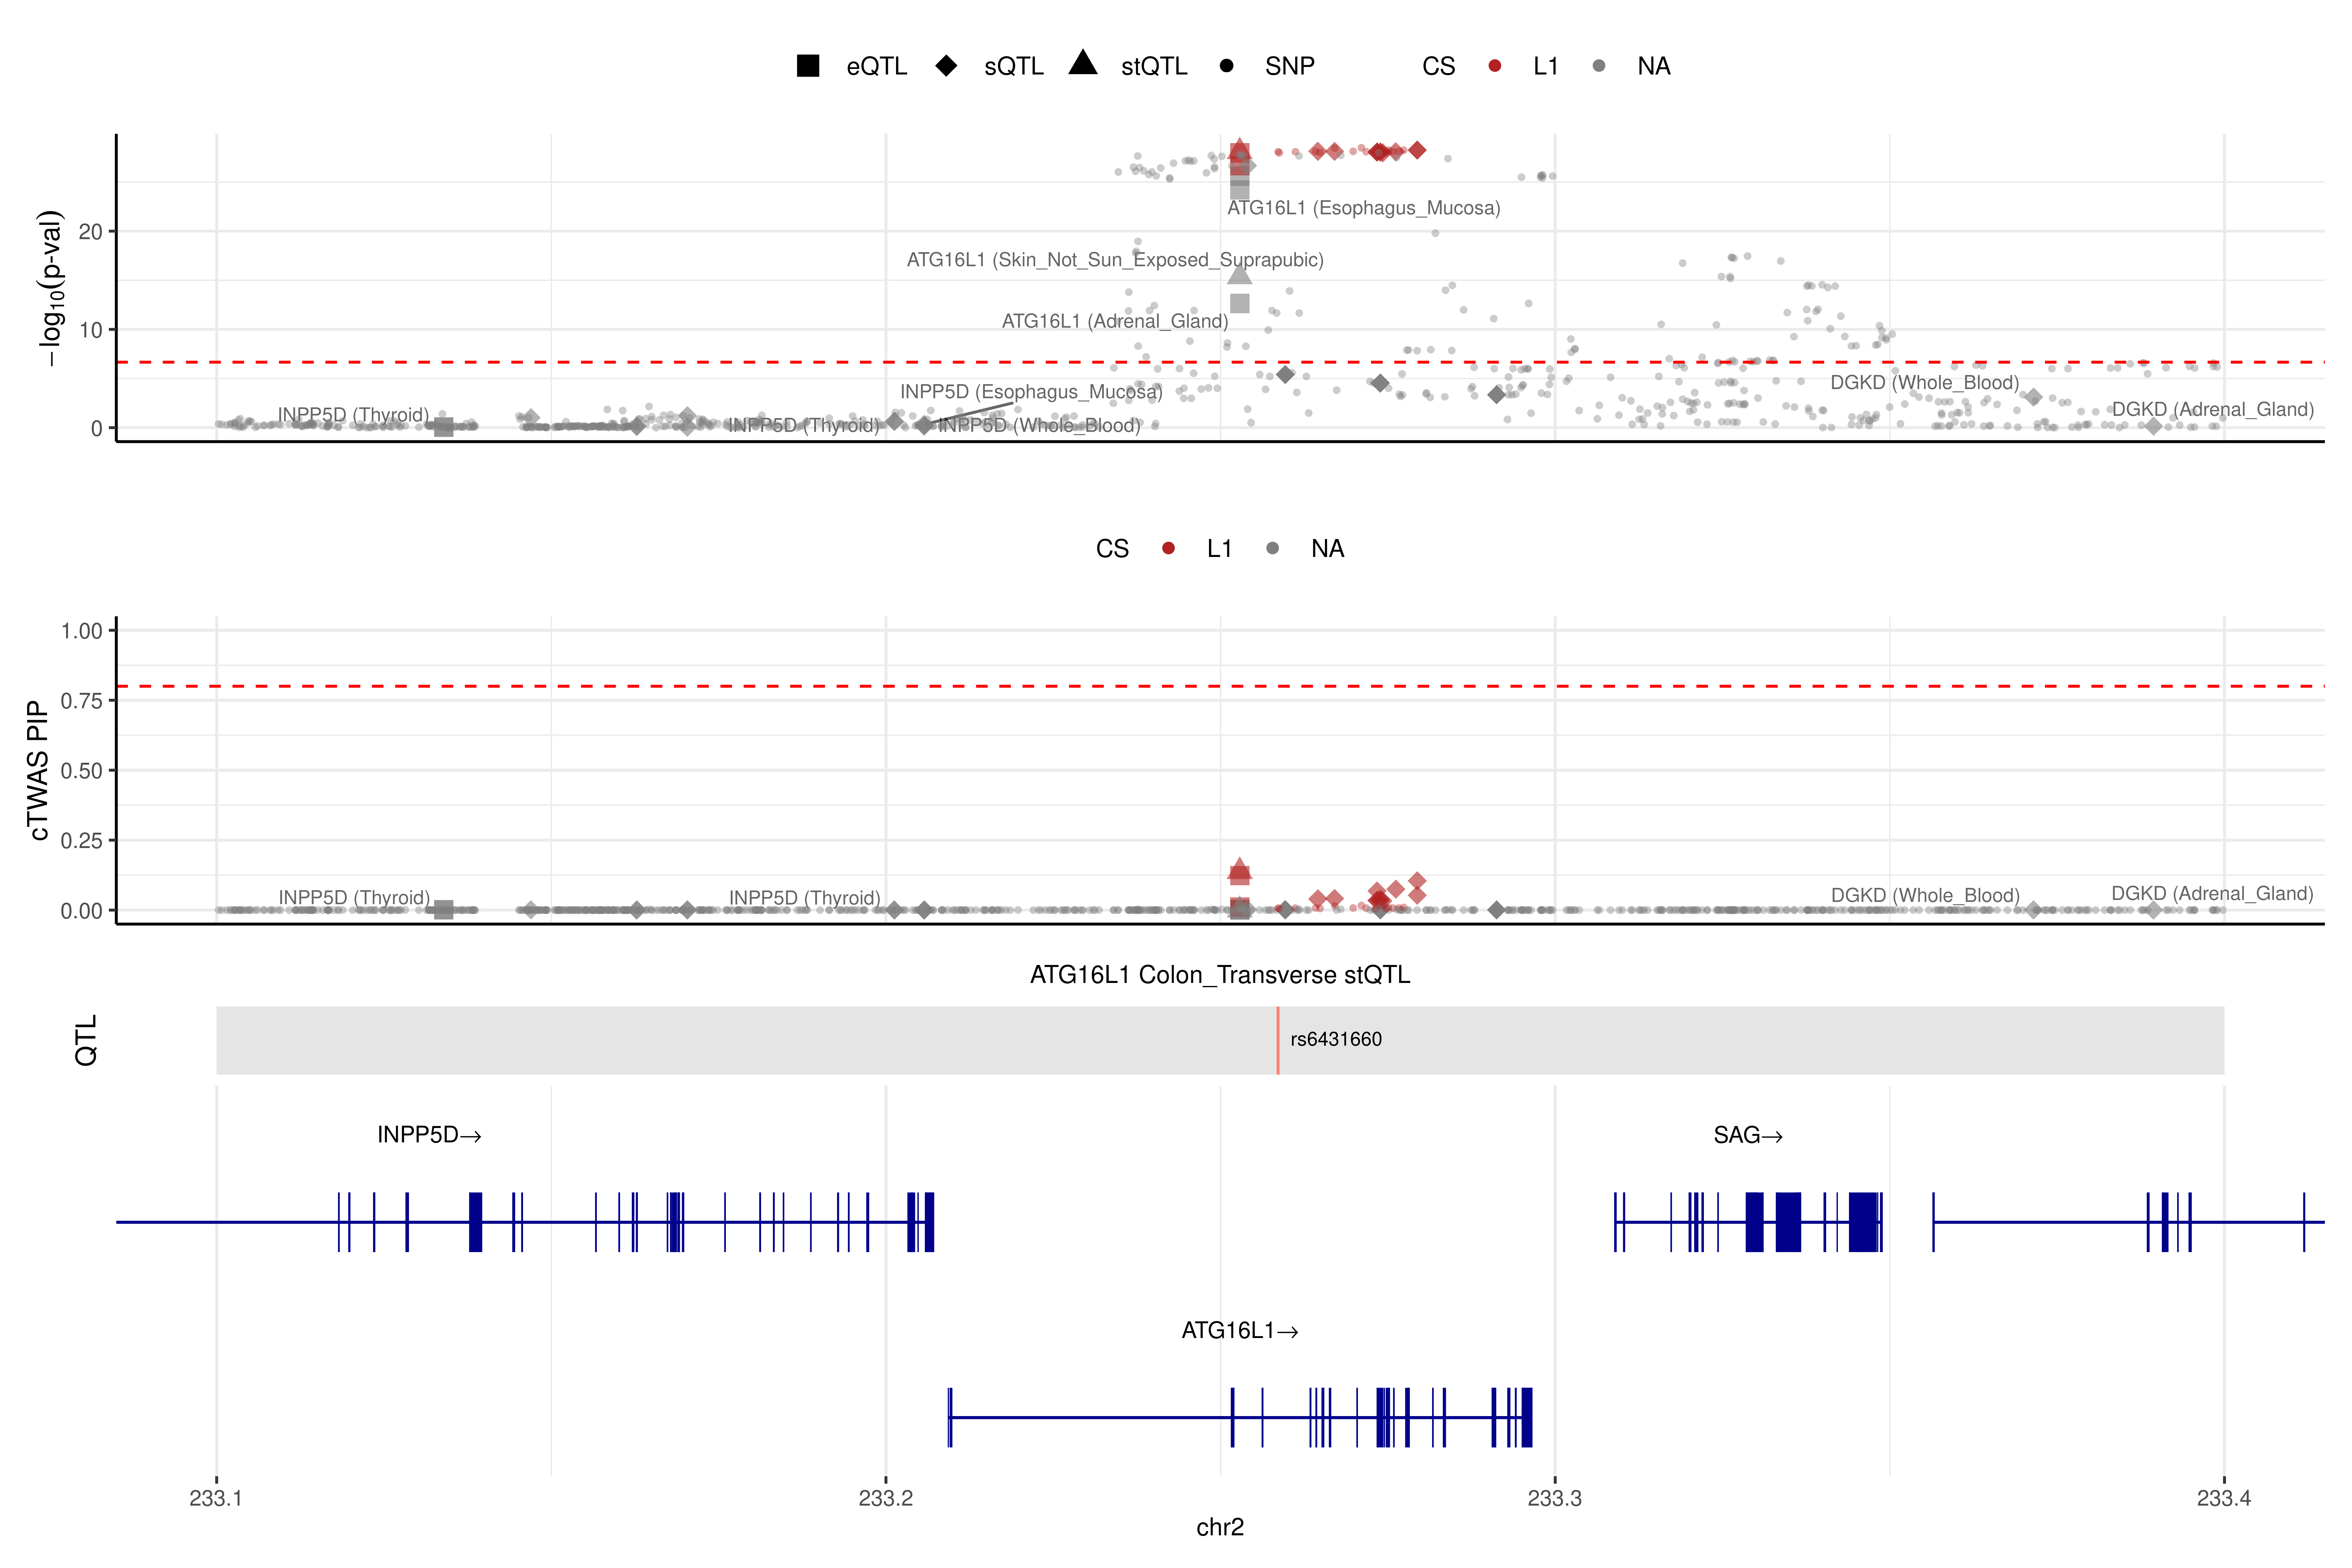 eQTL sQTL stQTL SNP CS L1 NA
−log10(p-val)
20
10
0
ATG16L1 (Esophagus_Mucosa)
ATG16L1 (Skin_Not_Sun_Exposed_Suprapubic)
ATG16L1 (Adrenal_Gland)
INPP5D (Esophagus_Mucosa)
DGKD (Whole_Blood)
INPP5D (Thyroid)
DGKD (Adrenal_Gland)
INPP5D (Thyroid)
INPP5D (Whole_Blood)
CS L1 NA
cTWAS PIP
1.00
0.75
0.50
0.25
0.00
INPP5D (Thyroid)
INPP5D (Thyroid)
DGKD (Whole_Blood)
DGKD (Adrenal_Gland)
ATG16L1 Colon_Transverse stQTL
QTL
rs6431660
INPP5D→
SAG→
ATG16L1→
233.1 233.2 233.3 233.4
chr2